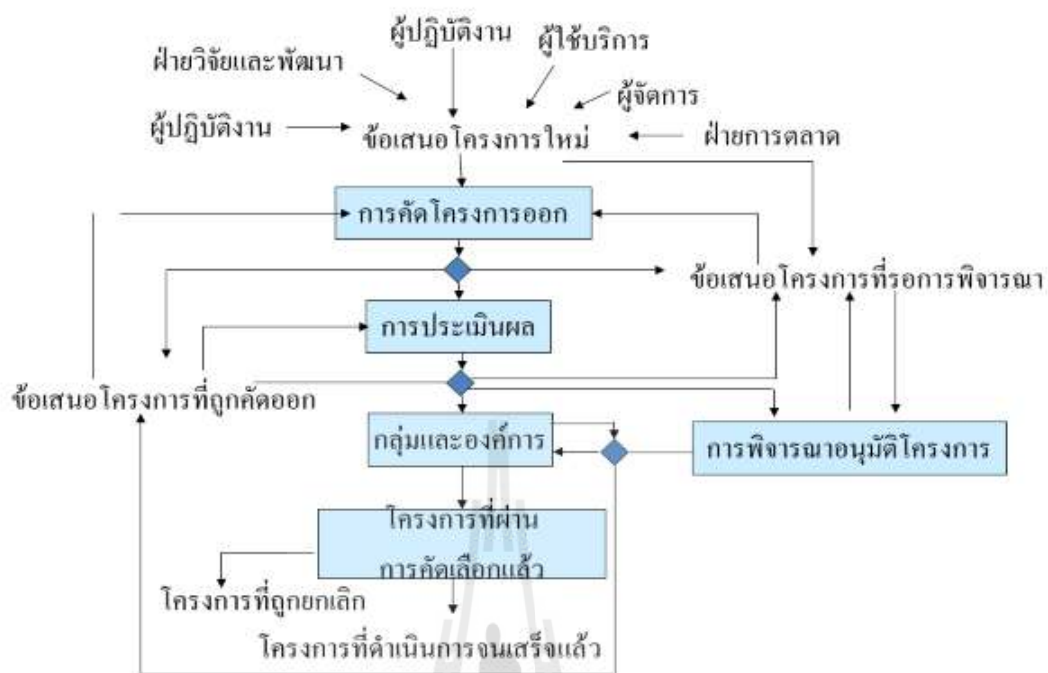 ผู้ปฏิบัติงาน
ผู้ใช้บริการ
ฝ่ายวิจัยและพัฒนา
ผู้จัดการ
ผู้ปฏิบัติงาน
ข้อเสนอโครงการใหม่
ฝ่ายการตลาด
การคัดโครงการออก
ข้อเสนอโครงการที่รอการพิจารณา
การประเมินผล
ข้อเสนอโครงการที่ถูกคัดออก
กลุ่มและองค์การ
การพิจารณาอนุมัติโครงการ
โครงการที่ผ่าน
การคัดเลือกแล้ว
โครงการที่ถูกยกเลิก
โครงการที่ดำเนินการจนเสร็จแล้ว